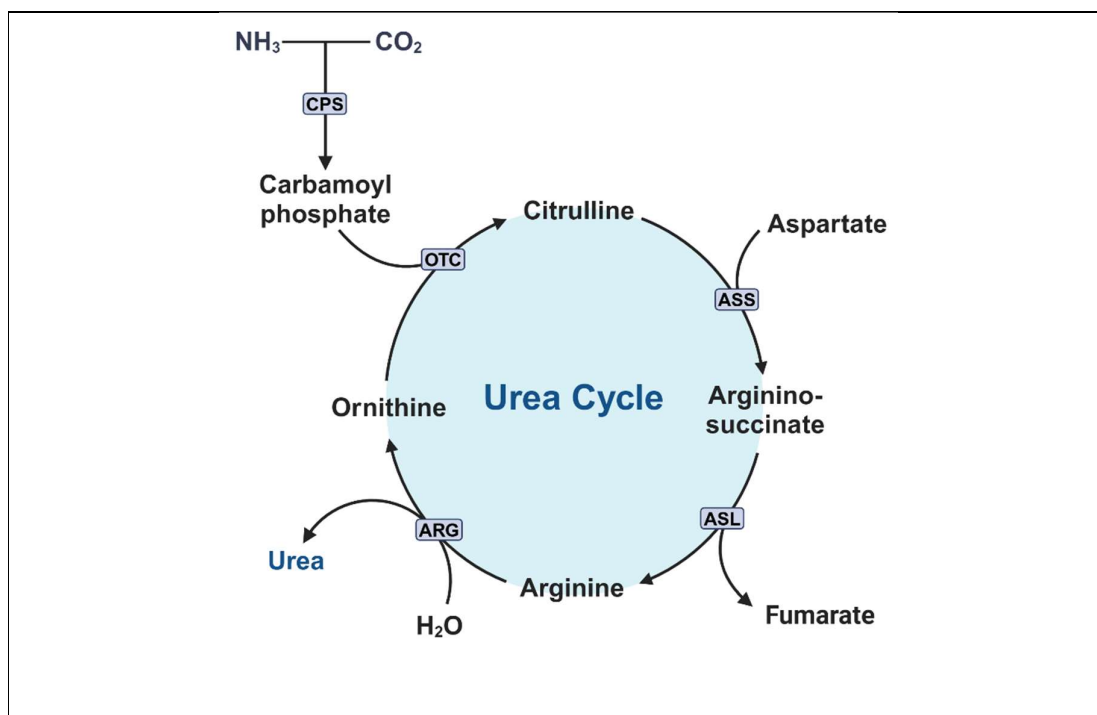 NH₃
CO₂
CPS
Carbamoyl
phosphate
OTC
Citrulline
Aspartate
ASS
Urea Cycle
Ornithine
Arginino-
succinate
ARG
ASL
Urea
Arginine
H₂O
Fumarate